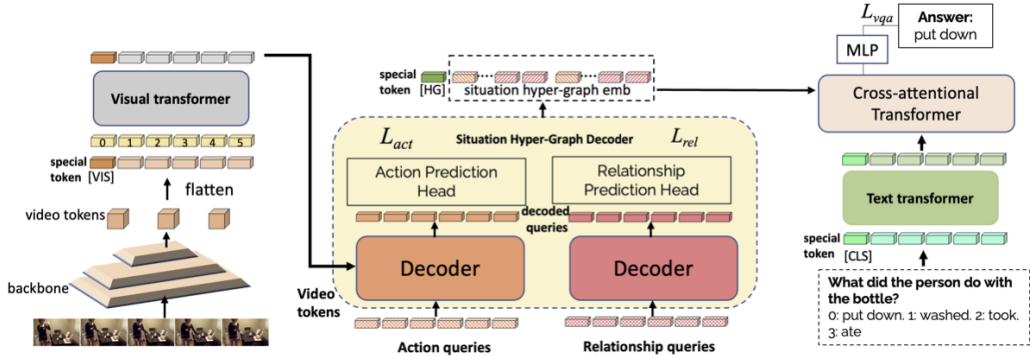 Visual transformer
0 1 2 3 4 5
special
token
[VIS]
flatten
video tokens
backbone
special
token
[HG]
situation hyper-graph emb
Situation Hyper-Graph Decoder
L_act
L_rel
Action Prediction
Head
Relationship
Prediction Head
decoded
queries
Decoder
Decoder
Video
tokens
Action queries
Relationship queries
L_vqa
Answer:
put down
MLP
Cross-attentional
Transformer
Text transformer
special
token
[CLS]
What did the person do with
the bottle?
0: put down. 1: washed. 2: took.
3: ate